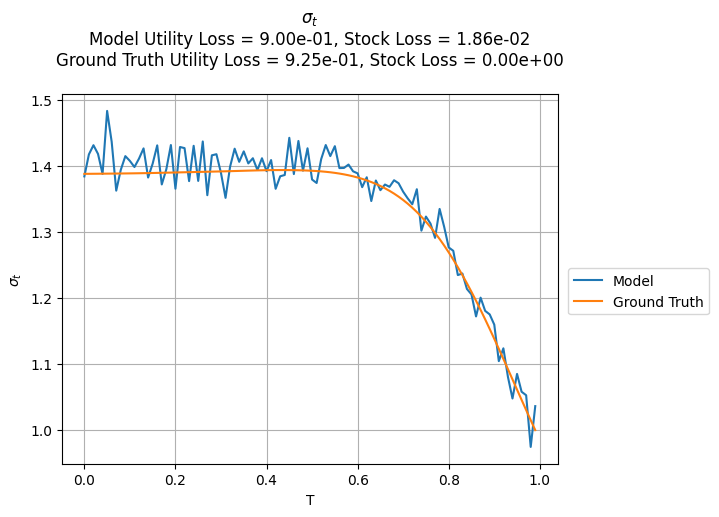 σ_t
Model Utility Loss = 9.00e-01, Stock Loss = 1.86e-02
Ground Truth Utility Loss = 9.25e-01, Stock Loss = 0.00e+00
1.5
1.4
1.3
1.2
1.1
1.0
σ_t
0.0 0.2 0.4 0.6 0.8 1.0
T
Model
Ground Truth